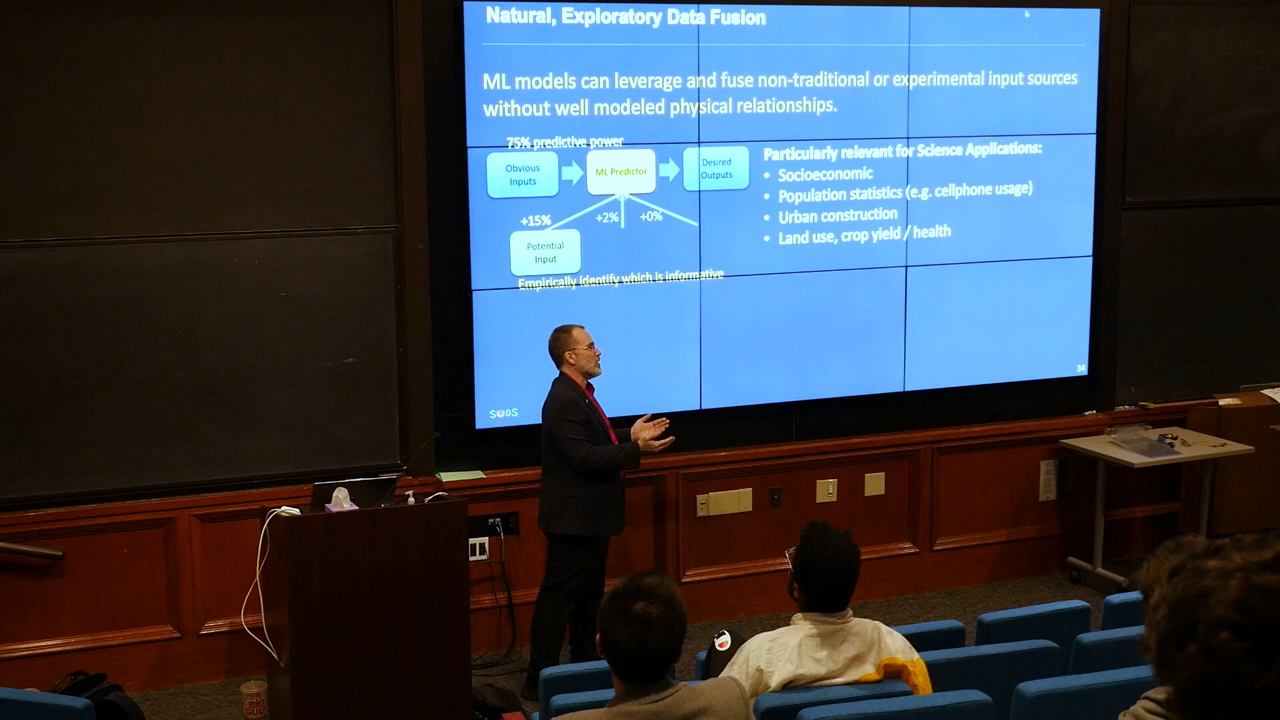 Natural, Exploratory Data Fusion
ML models can leverage and fuse non-traditional or experimental input sources
without well modeled physical relationships.
75% predictive power
Obvious
Inputs
ML Predictor
Desired
Outputs
+15%
+2%
+0%
Potential
Input
Empirically identify which is informative
Particularly relevant for Science Applications:
• Socioeconomic
• Population statistics (e.g. cellphone usage)
• Urban construction
• Land use, crop yield / health
34